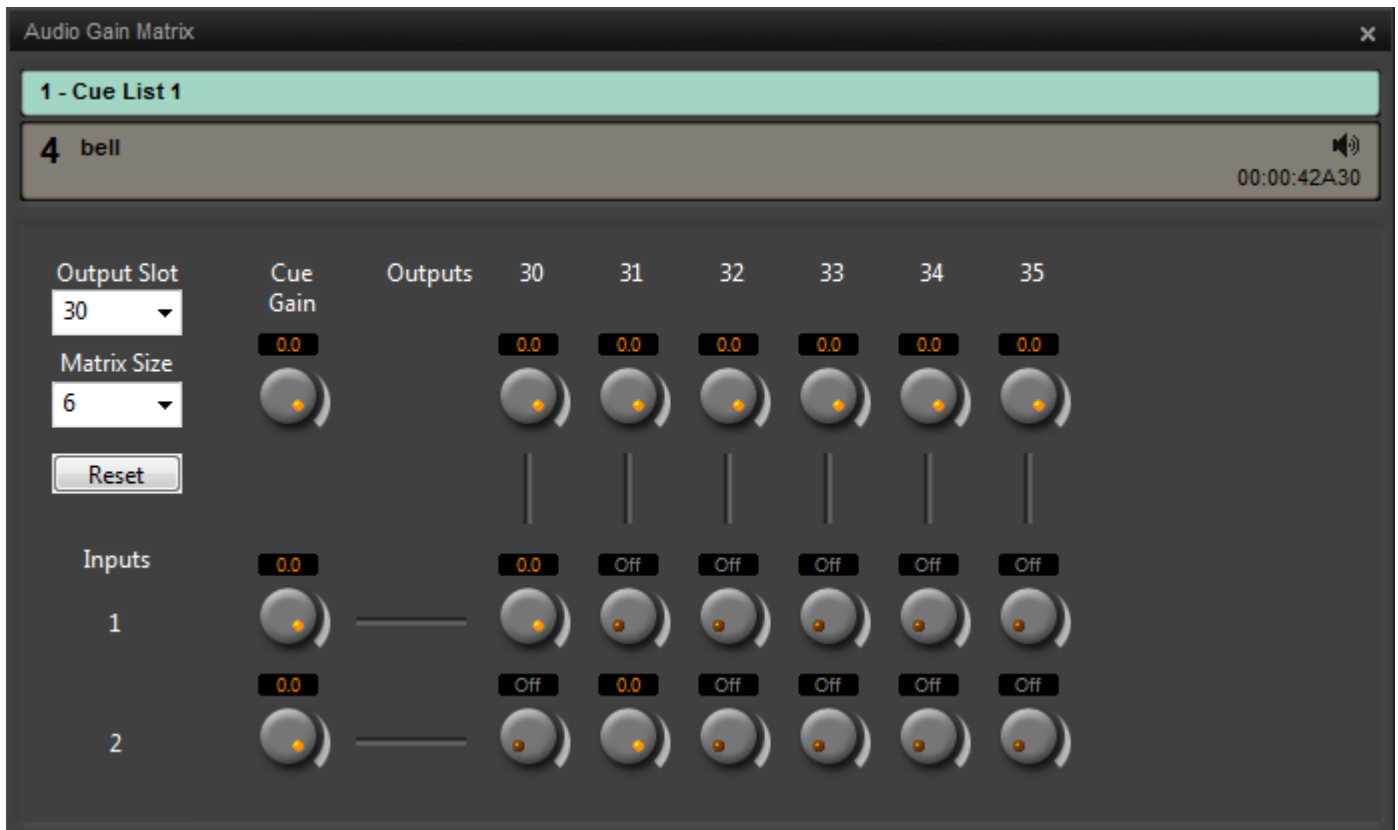 Audio Gain Matrix
1 - Cue List 1
4 bell
00:00:42A30
Output Slot Cue Outputs 30 31 32 33 34 35
30 Gain
0.0 0.0 0.0 0.0 0.0 0.0 0.0
Matrix Size
6
Reset
Inputs 0.0 0.0 Off Off Off Off Off
1
0.0 Off 0.0 Off Off Off Off
2